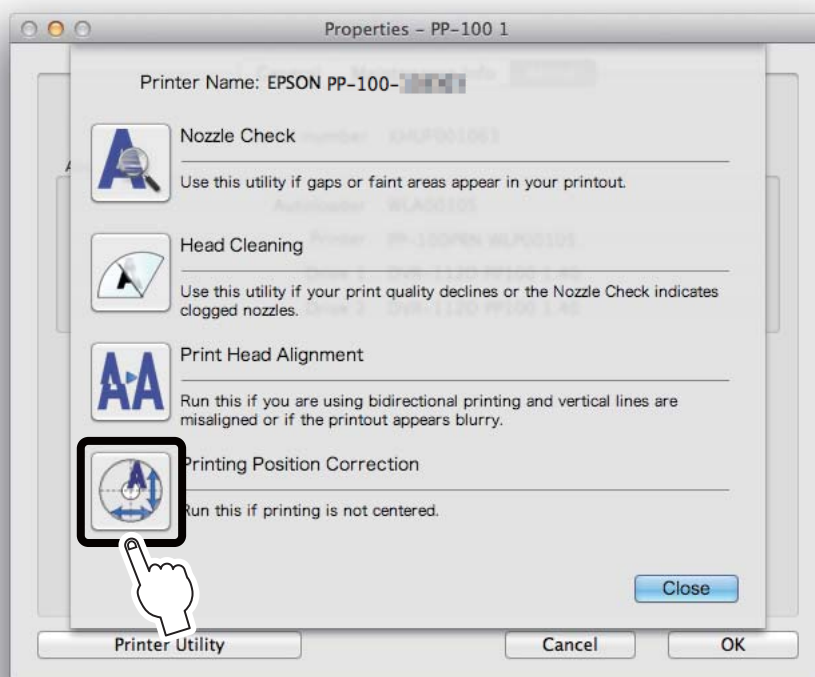 Properties – PP-100 1
Printer Name: EPSON PP-100-
Nozzle Check
Use this utility if gaps or faint areas appear in your printout.
Head Cleaning
Use this utility if your print quality declines or the Nozzle Check indicates
clogged nozzles.
Print Head Alignment
Run this if you are using bidirectional printing and vertical lines are
misaligned or if the printout appears blurry.
Printing Position Correction
Run this if printing is not centered.
Close
Printer Utility
Cancel
OK